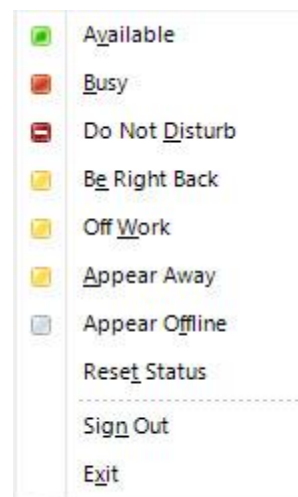 Available
Busy
Do Not Disturb
Be Right Back
Off Work
Appear Away
Appear Offline
Reset Status
Sign Out
Exit